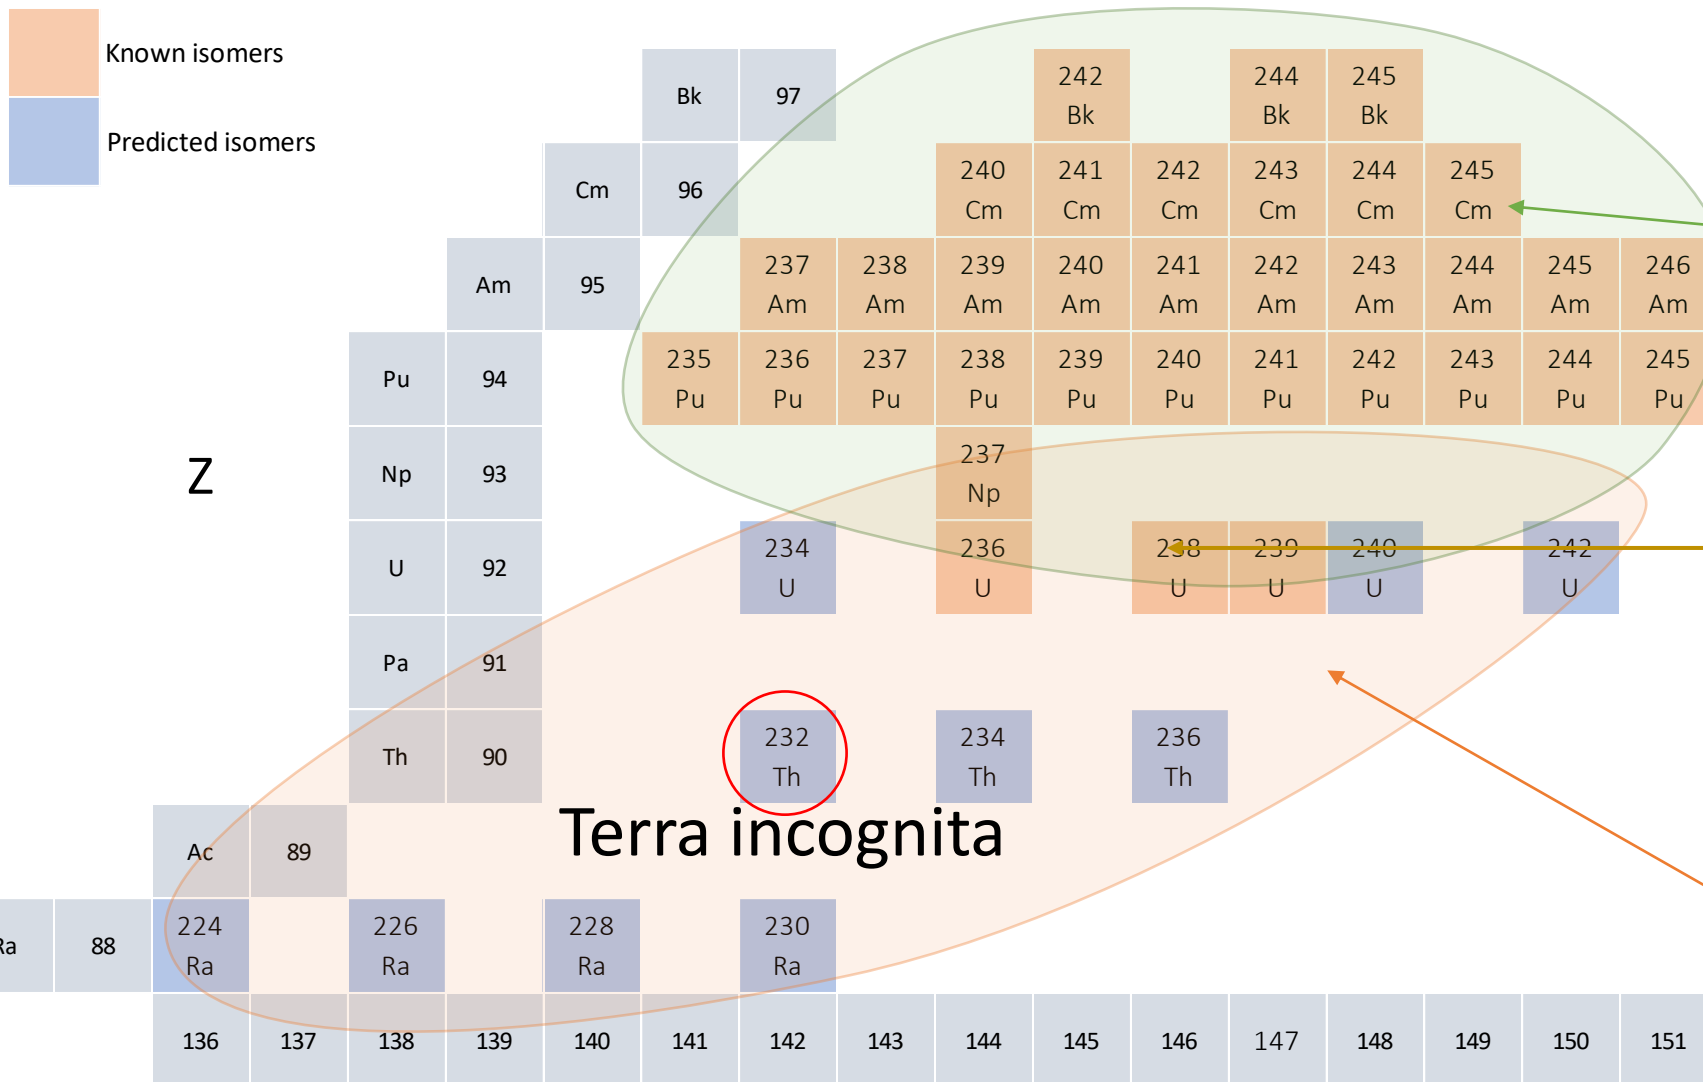 Known isomers
Predicted isomers
Bk 97 242 244 245
Bk Bk Bk
Cm 96 240 241 242 243 244 245
Cm Cm Cm Cm Cm Cm
Am 95 237 238 239 240 241 242 243 244 245 246
Am Am Am Am Am Am Am Am Am Am
Pu 94 235 236 237 238 239 240 241 242 243 244 245
Pu Pu Pu Pu Pu Pu Pu Pu Pu Pu Pu
Z
Np 93 237
Np
U 92 234 236 238 239 240 242
U U U U U U
Pa 91
Th 90 232 234 236
Th Th Th
Terra incognita
Ac 89
Ra 88 224 226 228 230
Ra Ra Ra Ra
136 137 138 139 140 141 142 143 144 145 146 147 148 149 150 151